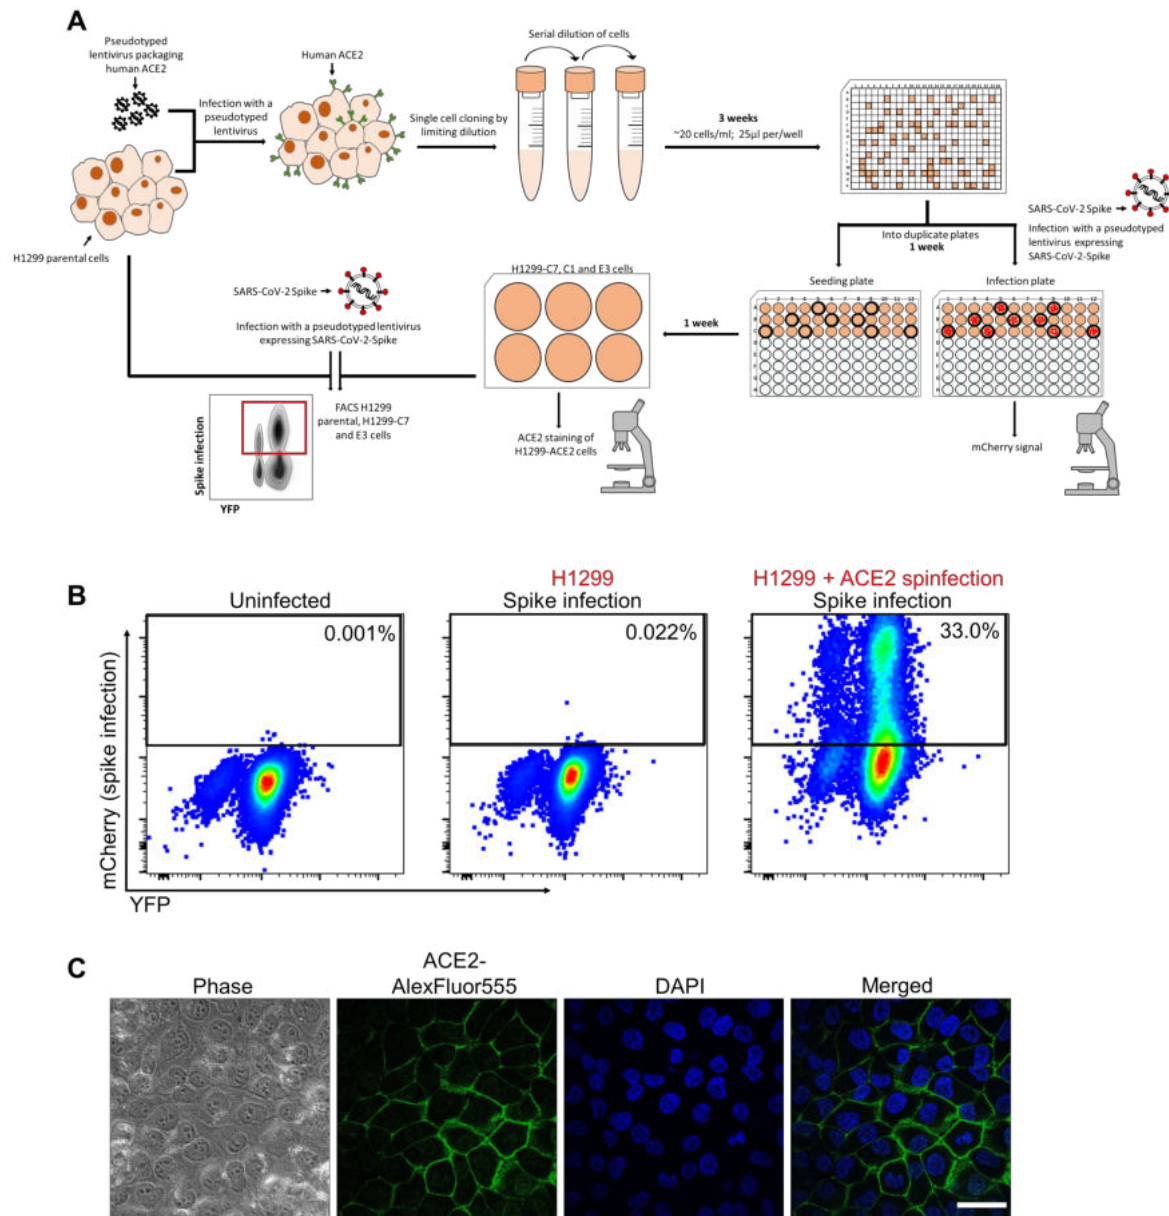 A
Pseudotyped
lentivirus packaging
human ACE2
Infection with a
pseudotyped
lentivirus
Human ACE2
Single cell cloning by
limiting dilution
Serial dilution of cells
3 weeks
~20 cells/ml; 25µl per/well
H1299 parental cells
SARS-CoV-2 Spike
Infection with a pseudotyped
lentivirus expressing
SARS-CoV-2-Spike
Into duplicate plates
1 week
Seeding plate
Infection plate
1 week
H1299-C7, C1 and E3 cells
SARS-CoV-2 Spike
Infection with a pseudotyped lentivirus
expressing SARS-CoV-2-Spike
FACS H1299
parental, H1299-C7
and E3 cells
Spike infection
YFP
ACE2 staining of
H1299-ACE2 cells
mCherry signal
B
H1299
H1299 + ACE2 spinfection
Uninfected
Spike infection
Spike infection
0.001%
0.022%
33.0%
mCherry (spike infection)
YFP
C
Phase
ACE2-
AlexFluor555
DAPI
Merged